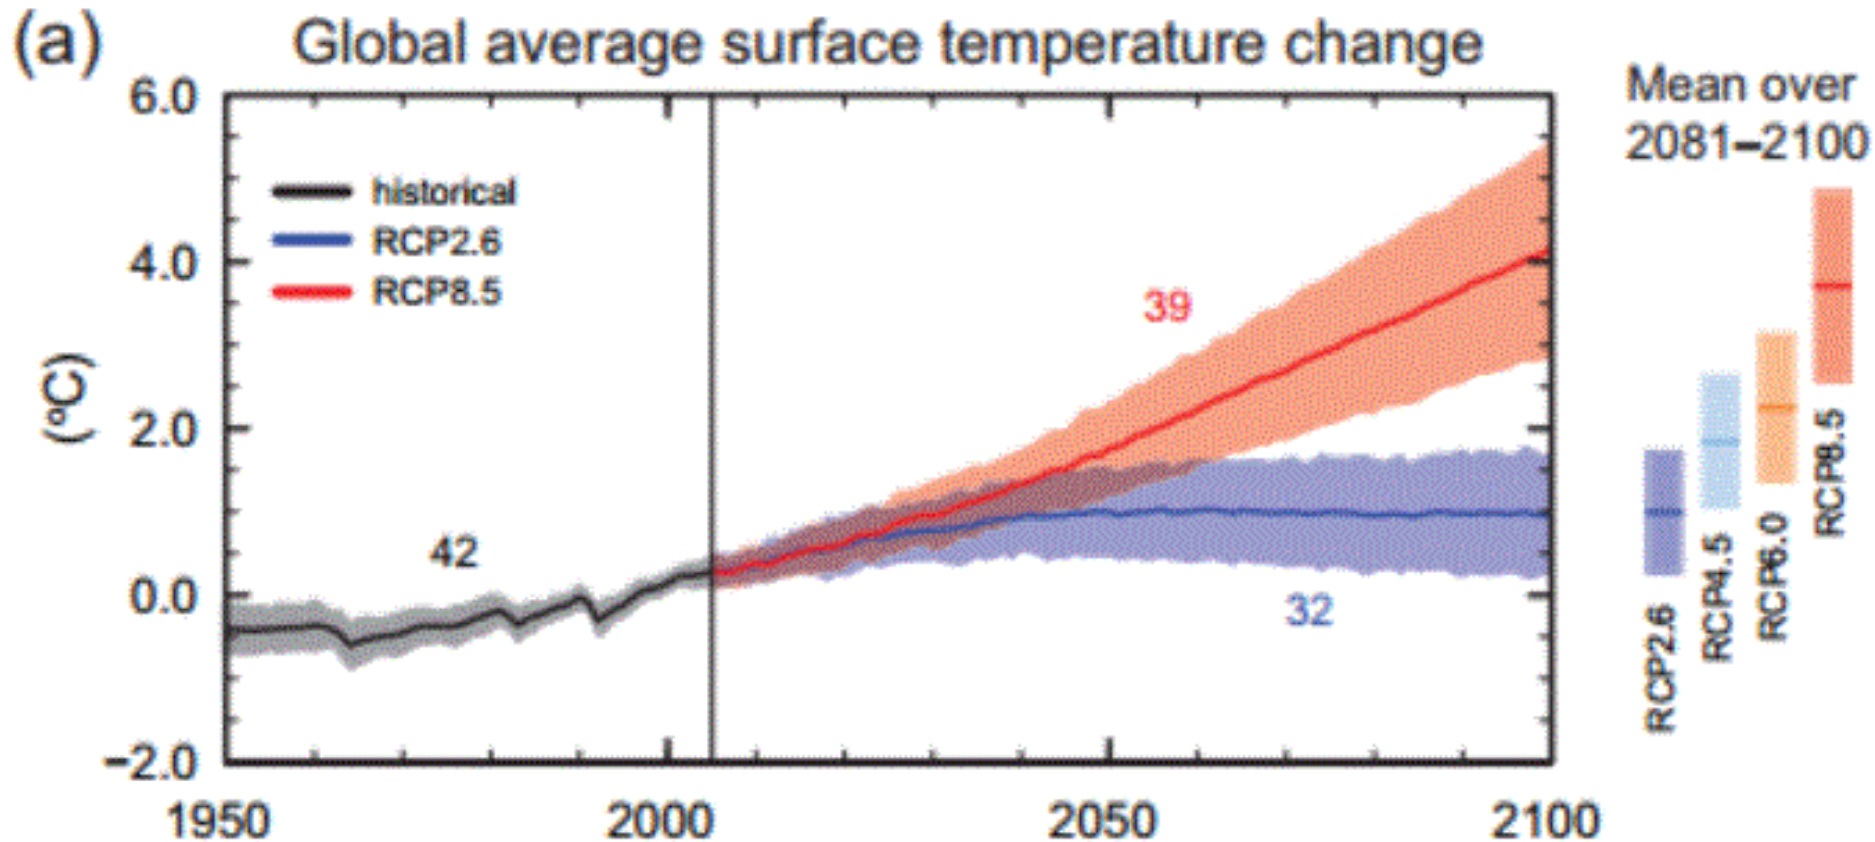 (a) Global average surface temperature change
6.0
4.0
2.0
0.0
−2.0
(ºC)
1950
2000
2050
2100
historical
RCP2.6
RCP8.5
42
39
32
Mean over
2081–2100
RCP2.6
RCP4.5
RCP6.0
RCP8.5